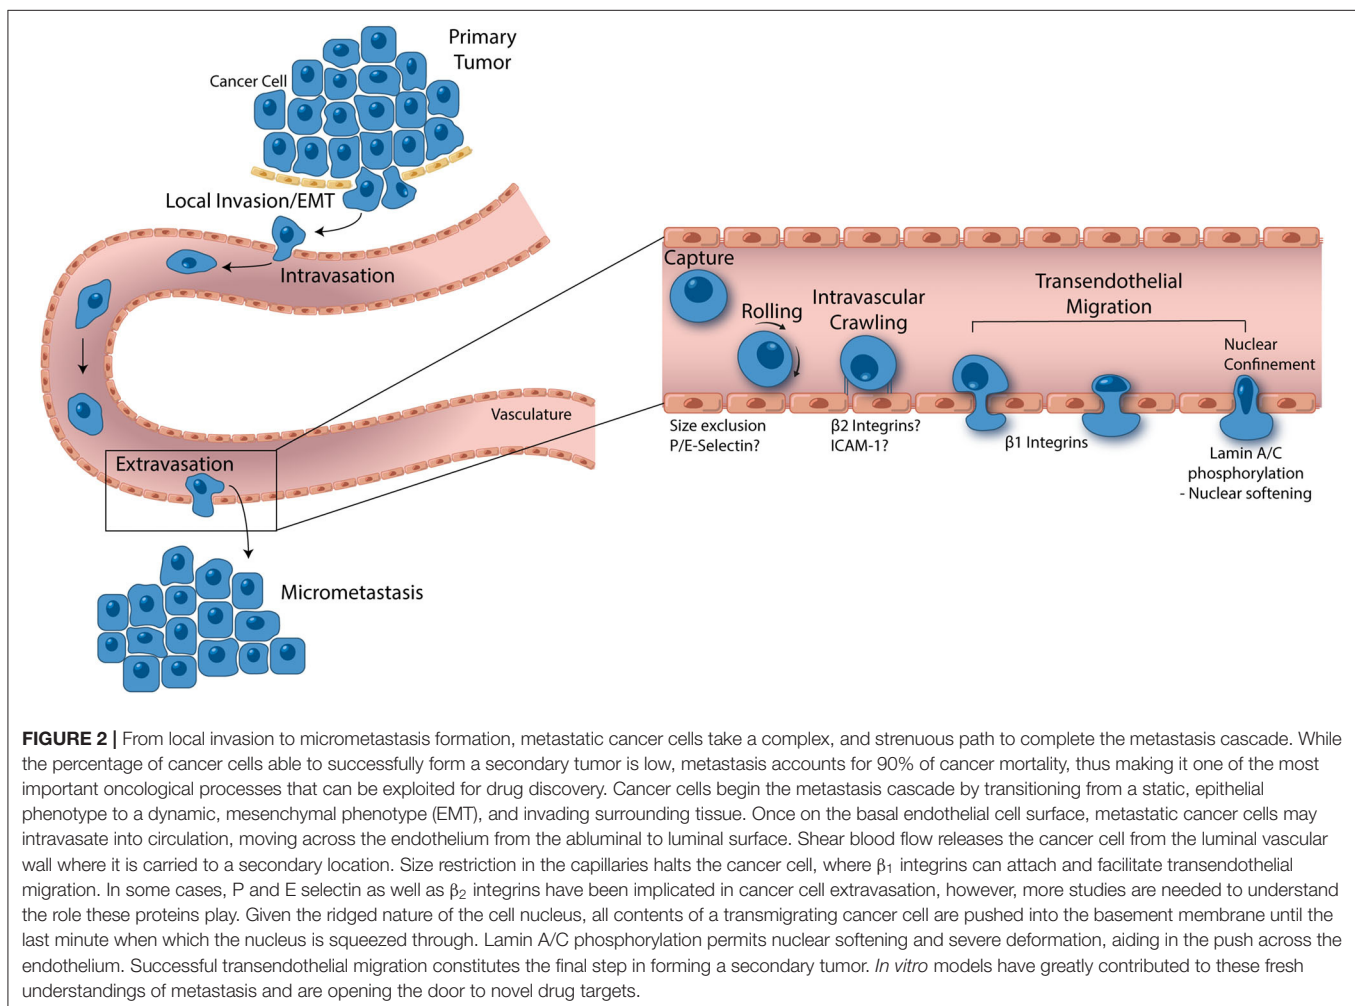 Primary
Tumor
Cancer Cell
Local Invasion/EMT
Intravasation
Vasculature
Extravasation
Micrometastasis
Capture
Rolling
Intravascular
Crawling
Transendothelial
Migration
Nuclear
Confinement
Size exclusion
P/E-Selectin?
β2 Integrins?
ICAM-1?
β1 Integrins
Lamin A/C
phosphorylation
- Nuclear softening
FIGURE 2 | From local invasion to micrometastasis formation, metastatic cancer cells take a complex, and strenuous path to complete the metastasis cascade. While
the percentage of cancer cells able to successfully form a secondary tumor is low, metastasis accounts for 90% of cancer mortality, thus making it one of the most
important oncological processes that can be exploited for drug discovery. Cancer cells begin the metastasis cascade by transitioning from a static, epithelial
phenotype to a dynamic, mesenchymal phenotype (EMT), and invading surrounding tissue. Once on the basal endothelial cell surface, metastatic cancer cells may
intravasate into circulation, moving across the endothelium from the abluminal to luminal surface. Shear blood flow releases the cancer cell from the luminal vascular
wall where it is carried to a secondary location. Size restriction in the capillaries halts the cancer cell, where β1 integrins can attach and facilitate transendothelial
migration. In some cases, P and E selectin as well as β2 integrins have been implicated in cancer cell extravasation, however, more studies are needed to understand
the role these proteins play. Given the ridged nature of the cell nucleus, all contents of a transmigrating cancer cell are pushed into the basement membrane until the
last minute when which the nucleus is squeezed through. Lamin A/C phosphorylation permits nuclear softening and severe deformation, aiding in the push across the
endothelium. Successful transendothelial migration constitutes the final step in forming a secondary tumor. In vitro models have greatly contributed to these fresh
understandings of metastasis and are opening the door to novel drug targets.